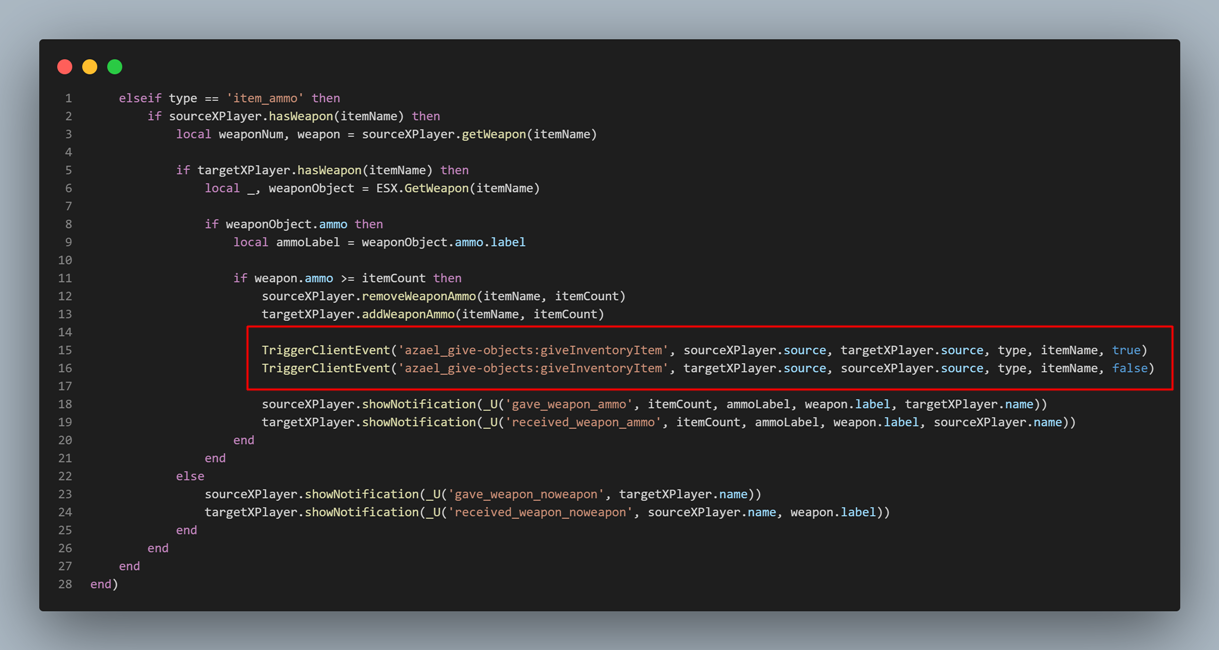 1 elseif type == 'item_ammo' then
2 if sourceXPlayer.hasWeapon(itemName) then
3 local weaponNum, weapon = sourceXPlayer.getWeapon(itemName)
4
5 if targetXPlayer.hasWeapon(itemName) then
6 local _, weaponObject = ESX.GetWeapon(itemName)
7
8 if weaponObject.ammo then
9 local ammoLabel = weaponObject.ammo.label
10
11 if weapon.ammo >= itemCount then
12 sourceXPlayer.removeWeaponAmmo(itemName, itemCount)
13 targetXPlayer.addWeaponAmmo(itemName, itemCount)
14
15 TriggerClientEvent('azael_give-objects:giveInventoryItem', sourceXPlayer.source, targetXPlayer.source, type, itemName, true)
16 TriggerClientEvent('azael_give-objects:giveInventoryItem', targetXPlayer.source, sourceXPlayer.source, type, itemName, false)
17
18 sourceXPlayer.showNotification(_U('gave_weapon_ammo', itemCount, ammoLabel, weapon.label, targetXPlayer.name))
19 targetXPlayer.showNotification(_U('received_weapon_ammo', itemCount, ammoLabel, weapon.label, sourceXPlayer.name))
20 end
21 end
22 else
23 sourceXPlayer.showNotification(_U('gave_weapon_noweapon', targetXPlayer.name))
24 targetXPlayer.showNotification(_U('received_weapon_noweapon', sourceXPlayer.name, weapon.label))
25 end
26 end
27 end
28 end)